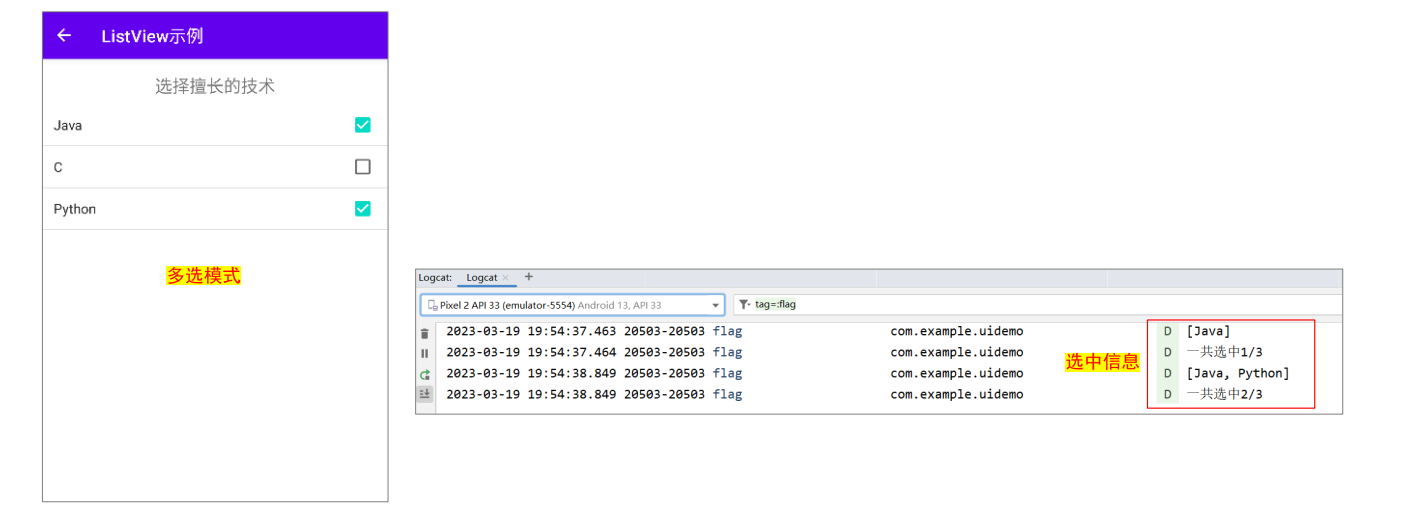 ListView示例
选择擅长的技术
Java
C
Python
多选模式
Logcat: Logcat × +
Pixel 2 API 33 (emulator-5554) Android 13, API 33 tag=:flag
2023-03-19 19:54:37.463 20503-20503 flag com.example.uidemo D [Java]
2023-03-19 19:54:37.464 20503-20503 flag com.example.uidemo D 一共选中1/3
选中信息
2023-03-19 19:54:38.849 20503-20503 flag com.example.uidemo D [Java, Python]
2023-03-19 19:54:38.849 20503-20503 flag com.example.uidemo D 一共选中2/3